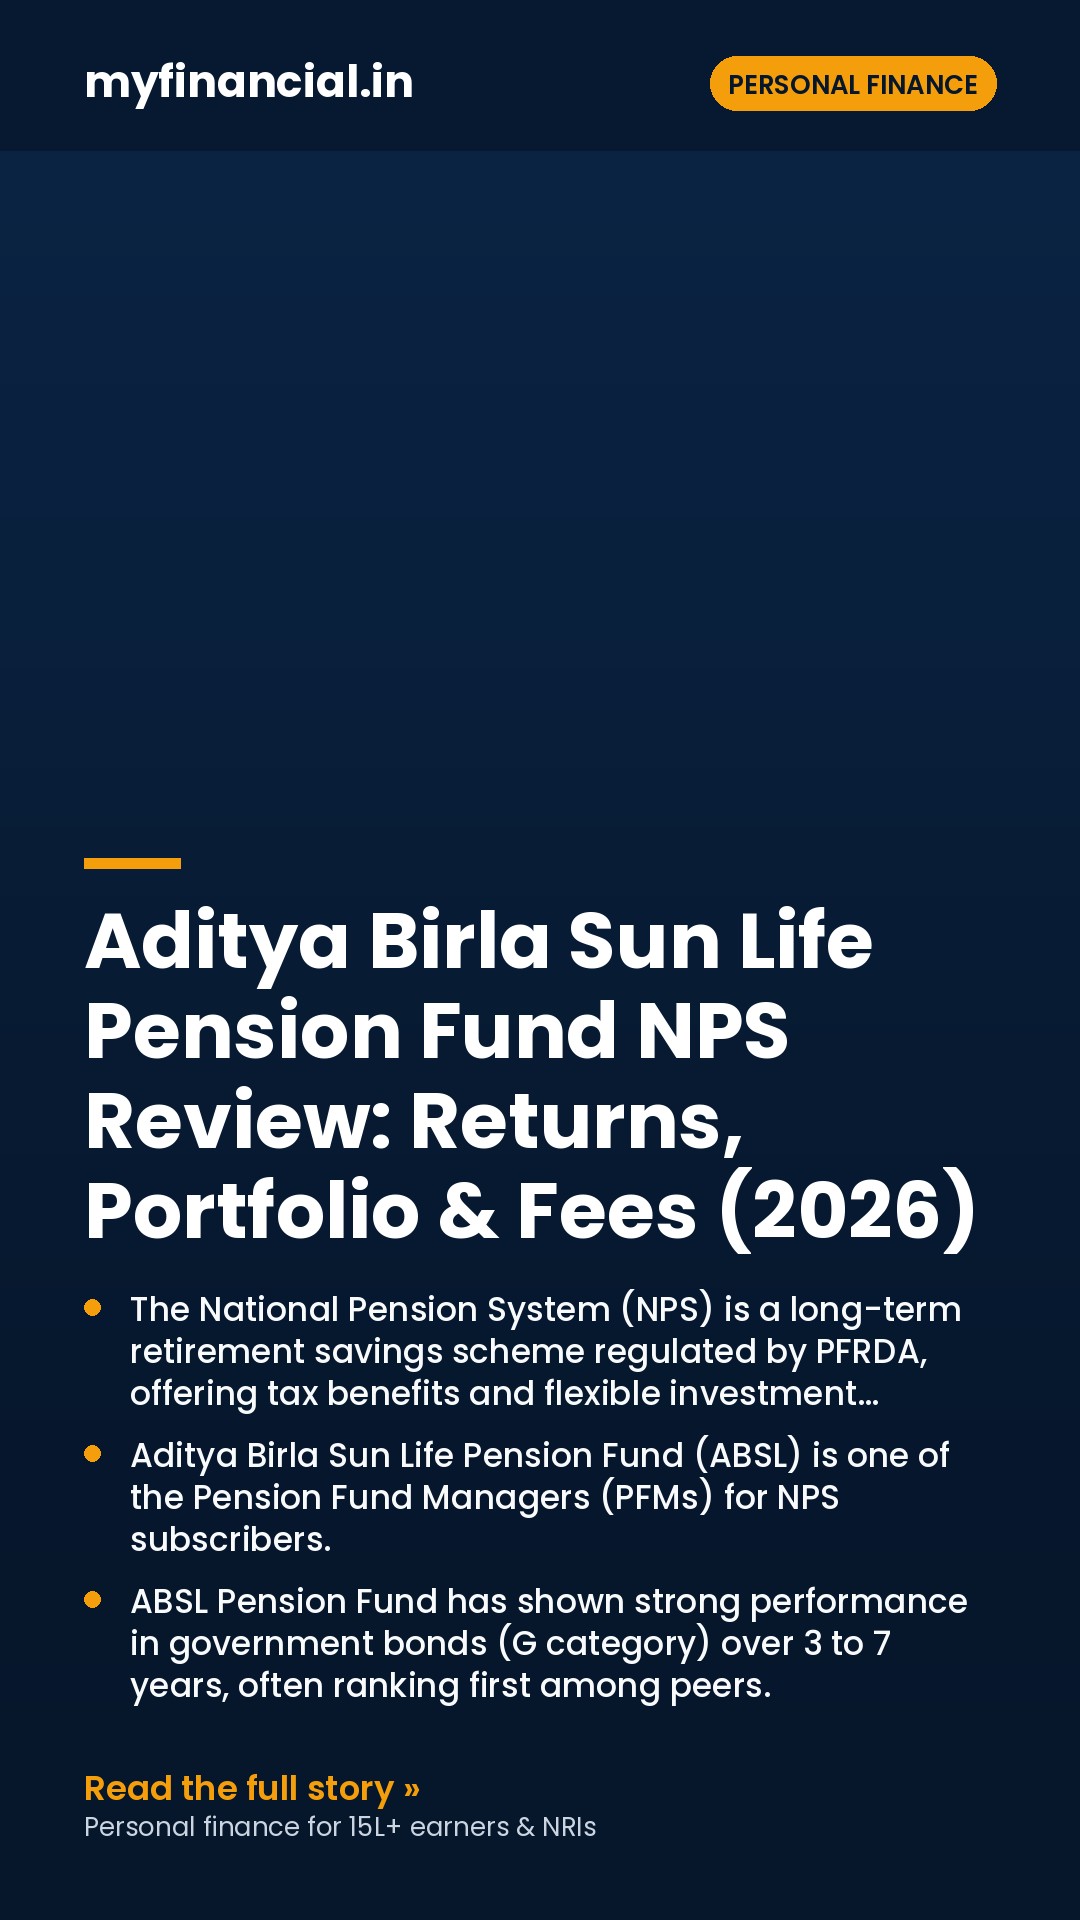 myfinancial.in
PERSONAL FINANCE
Aditya Birla Sun Life
Pension Fund NPS
Review: Returns,
Portfolio & Fees (2026)
The National Pension System (NPS) is a long-term
retirement savings scheme regulated by PFRDA,
offering tax benefits and flexible investment...
Aditya Birla Sun Life Pension Fund (ABSL) is one of
the Pension Fund Managers (PFMs) for NPS
subscribers.
ABSL Pension Fund has shown strong performance
in government bonds (G category) over 3 to 7
years, often ranking first among peers.
Read the full story »
Personal finance for 15L+ earners & NRIs